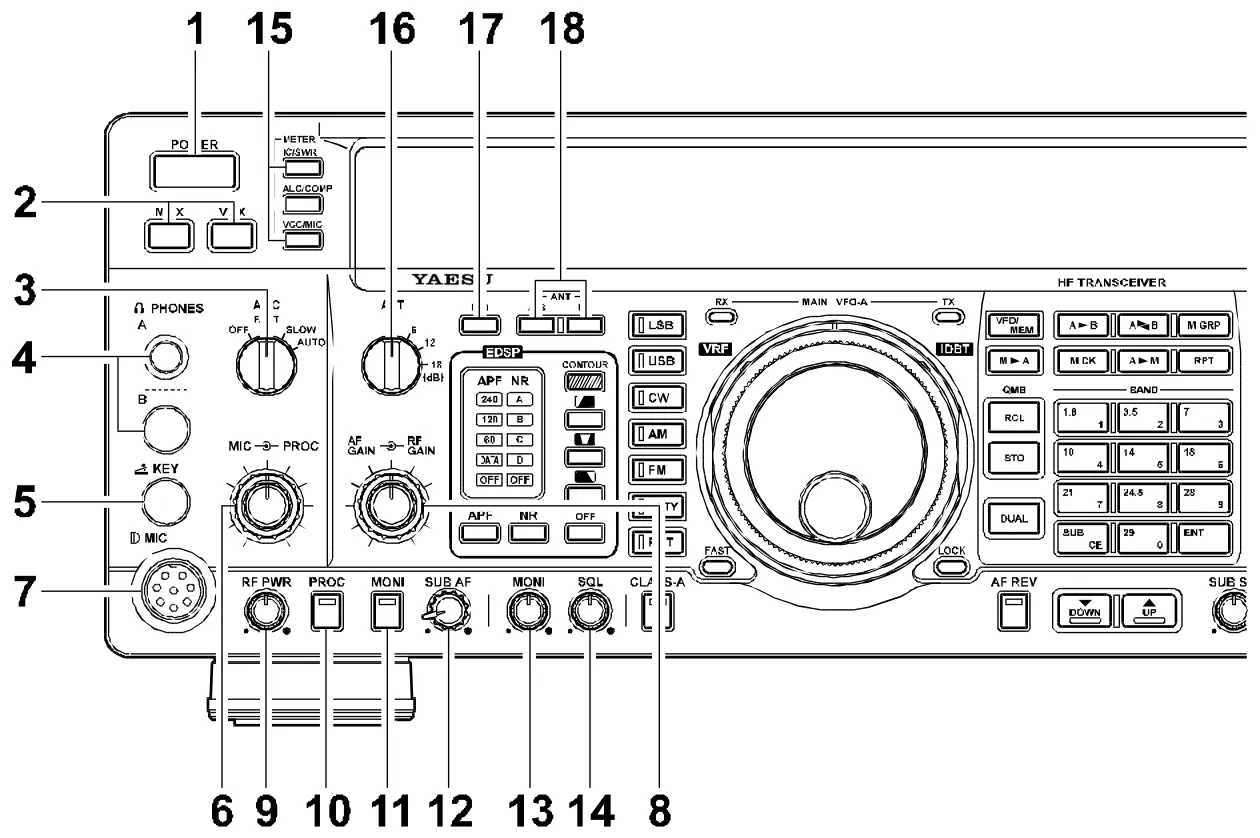 1 15 16 17 18
POWER
METER
IC/SWR
ALC/COMP
VCC/MIC
2
YAESU
HF TRANSCEIVER
3
PHONES
A
OFF
SLOW
AUTO
6
12
18
(dB)
ANT
RX
MAIN VFO-A
TX
LSB
USB
CW
AM
FM
VRF
IDBT
VFO/
MEM
A►B
M GRP
M►A
M CK
A►M
RPT
4
B
EDSP
CONTOUR
APF NR
240 A
120 B
60 C
DATA D
OFF OFF
APF NR OFF
QMB
RCL
STO
DUAL
BAND
1.8 1
3.5 2
7 3
10 4
14 5
18 6
21 7
24.5 8
28 9
SUB CE
29 0
ENT
MIC PROC
AF GAIN
RF GAIN
5
KEY
MIC
FAST
LOCK
7
RF PWR
PROC
MONI
SUB AF
MONI
SQL
AF REV
DOWN
UP
SUB S
6 9 10 11 12 13 14 8